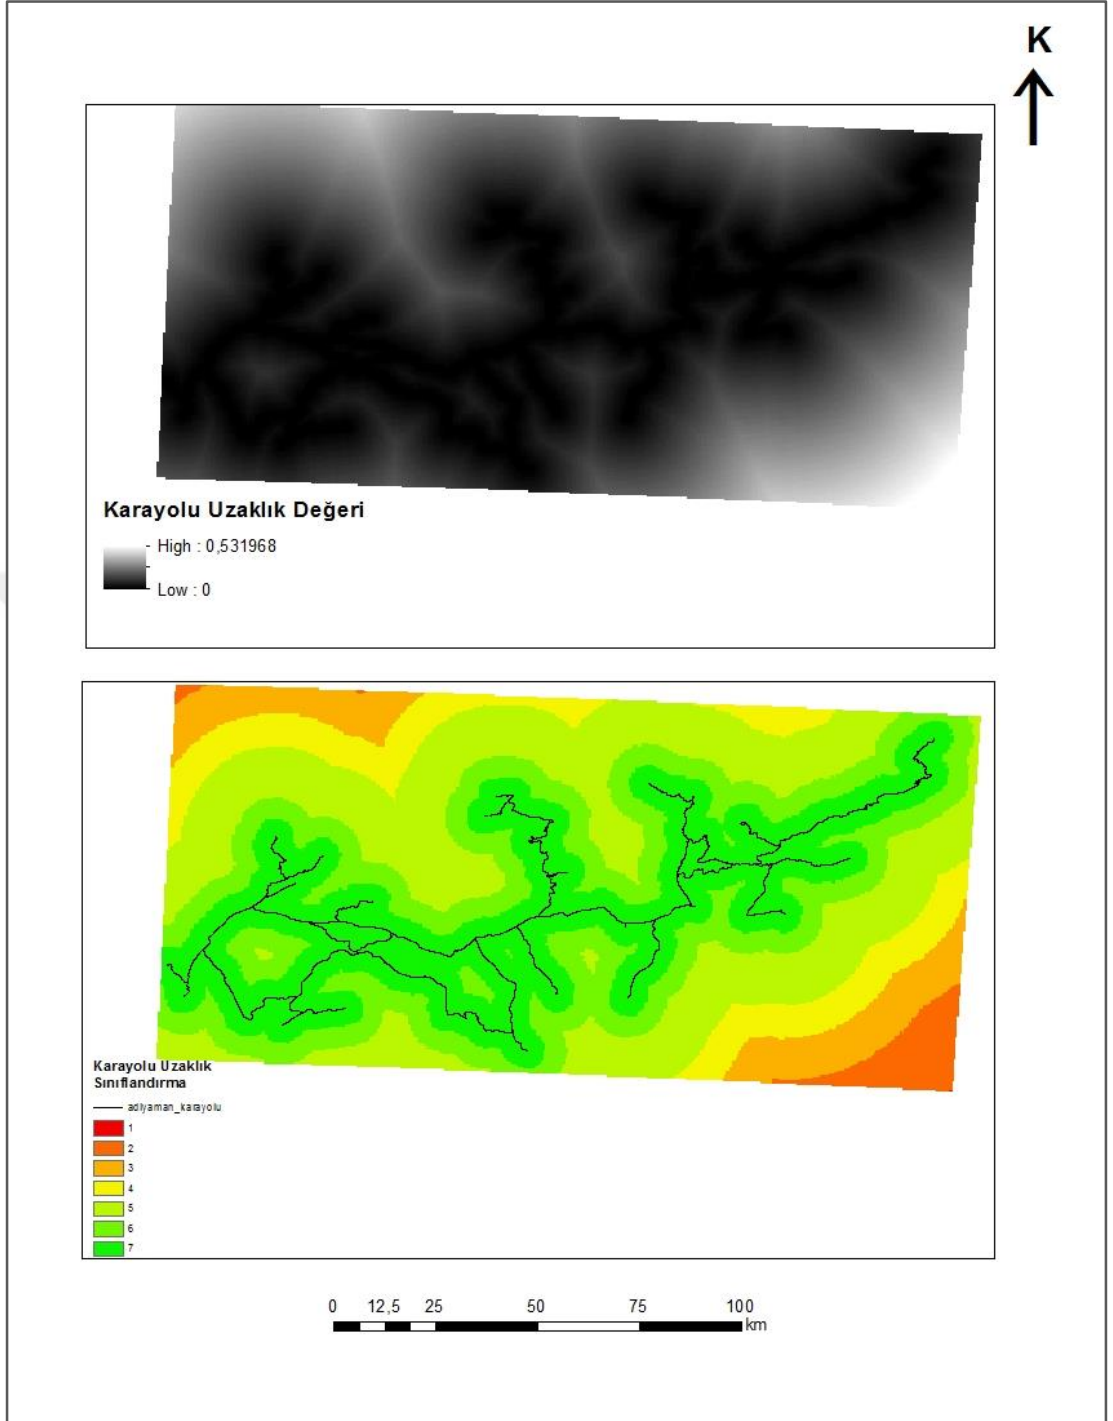 K
Karayolu Uzaklık Değeri
High : 0,531968
Low : 0
Karayolu Uzaklık
Sınıflandırma
adlyaman_karayolu
1
2
3
4
5
6
7
0 12,5 25 50 75 100
km